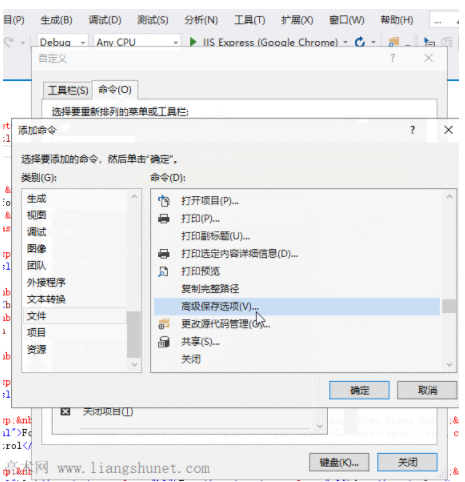 目(P) 生成(B) 调试(D) 测试(S) 分析(N) 工具(T) 扩展(X) 窗口(W) 帮助(H) ...
Debug Any CPU IIS Express (Google Chrome)
自定义 ?
工具栏(S) 命令(O)
选择要重新排列的菜单或工具栏:
添加命令 ?
选择要添加的命令，然后单击“确定”。
类别(G): 命令(D):
生成
视图
调试
图像
团队
外接程序
文本转换
文件
项目
资源
打开项目(P)...
打印(P)...
打印副标题(U)...
打印选定内容详细信息(D)...
打印预览
复制完整路径
高级保存选项(V)...
更改源代码管理(G)...
共享(S)...
关闭
确定 取消
关闭项目(T)
键盘(K)... 关闭
www.liangshunet.com